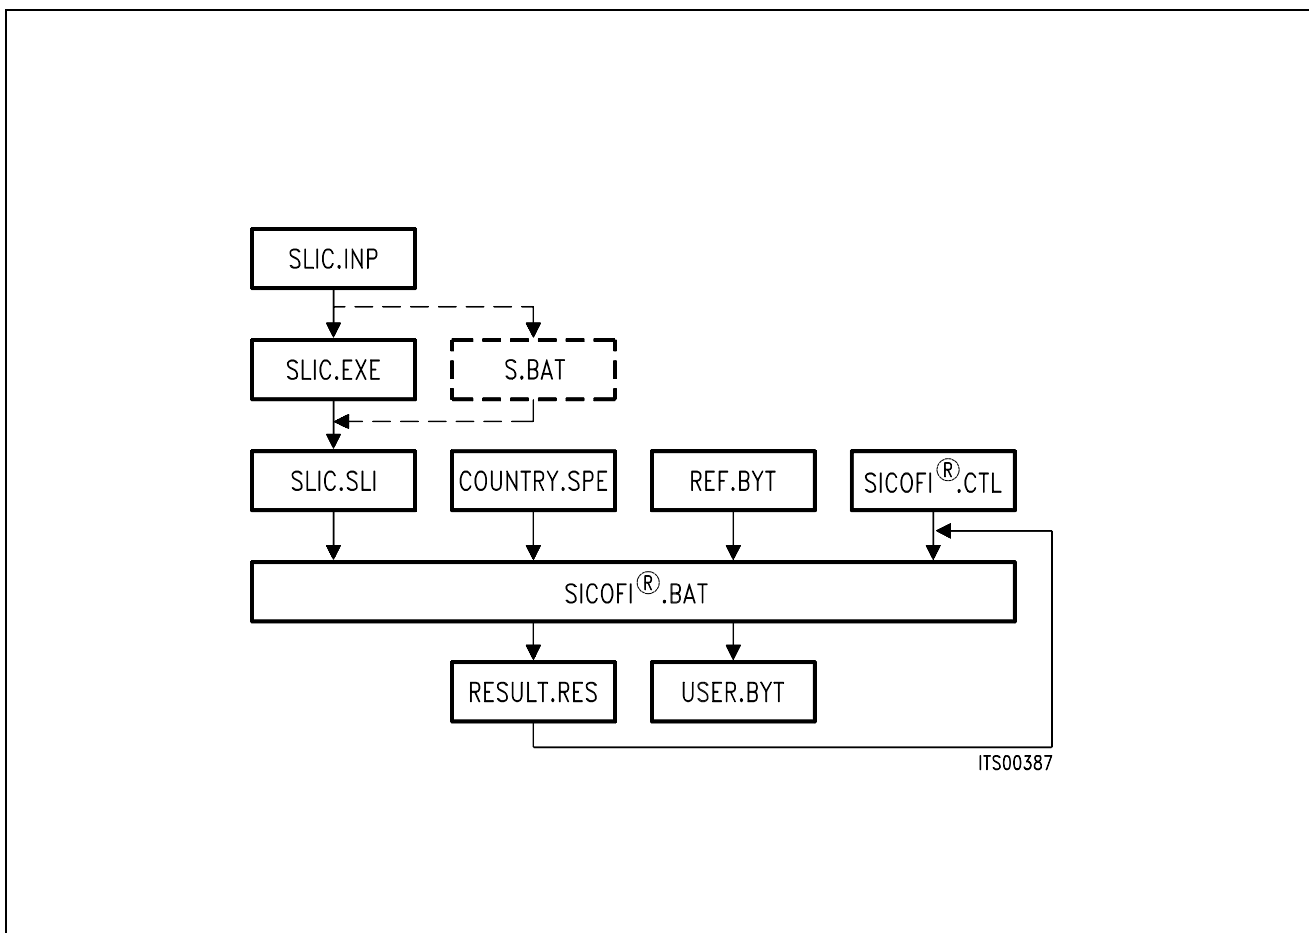 SLIC.INP
SLIC.EXE
S.BAT
SLIC.SLI
COUNTRY.SPE
REF.BYT
SICOFI®.CTL
SICOFI®.BAT
RESULT.RES
USER.BYT
ITS00387